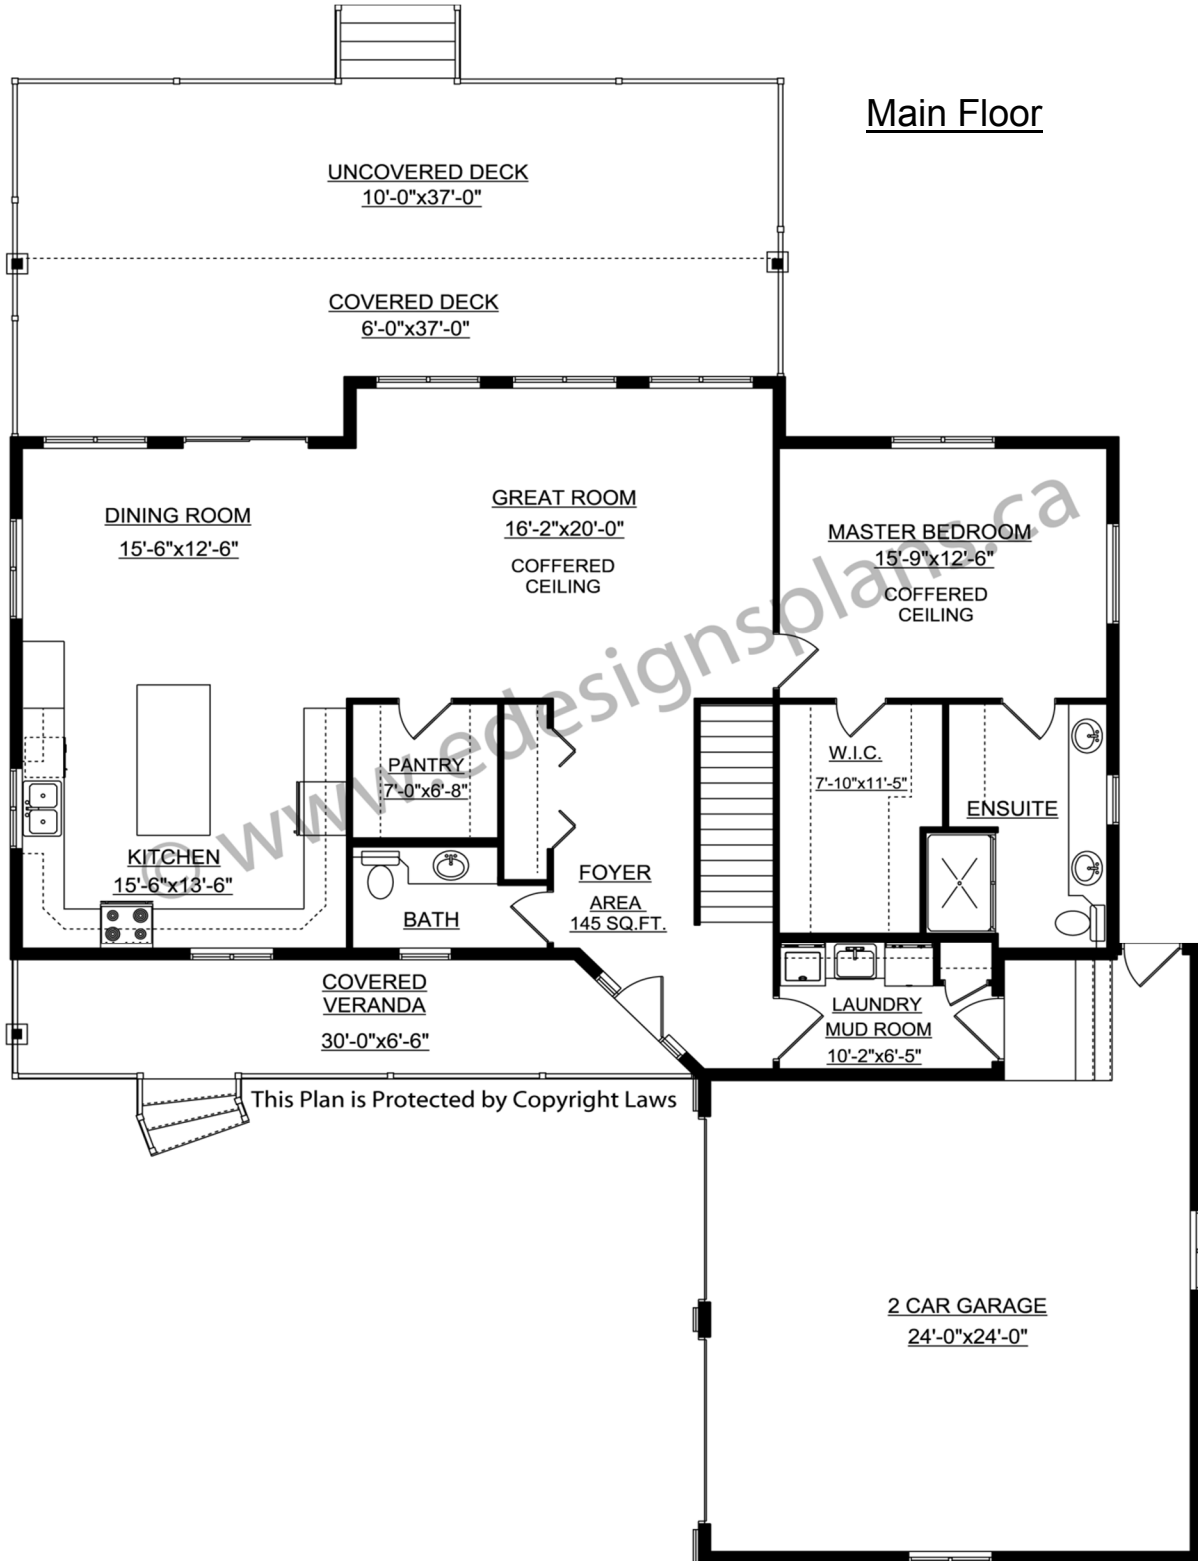 Main Floor
UNCOVERED DECK
10'-0"x37'-0"
COVERED DECK
6'-0"x37'-0"
DINING ROOM
15'-6"x12'-6"
GREAT ROOM
16'-2"x20'-0"
COFFERED
CEILING
MASTER BEDROOM
15'-9"x12'-6"
COFFERED
CEILING
© www.edesignsplans.ca
PANTRY
7'-0"x6'-8"
W.I.C.
7'-10"x11'-5"
ENSUITE
KITCHEN
15'-6"x13'-6"
BATH
FOYER
AREA
145 SQ.FT.
COVERED
VERANDA
30'-0"x6'-6"
LAUNDRY
MUD ROOM
10'-2"x6'-5"
This Plan is Protected by Copyright Laws
2 CAR GARAGE
24'-0"x24'-0"